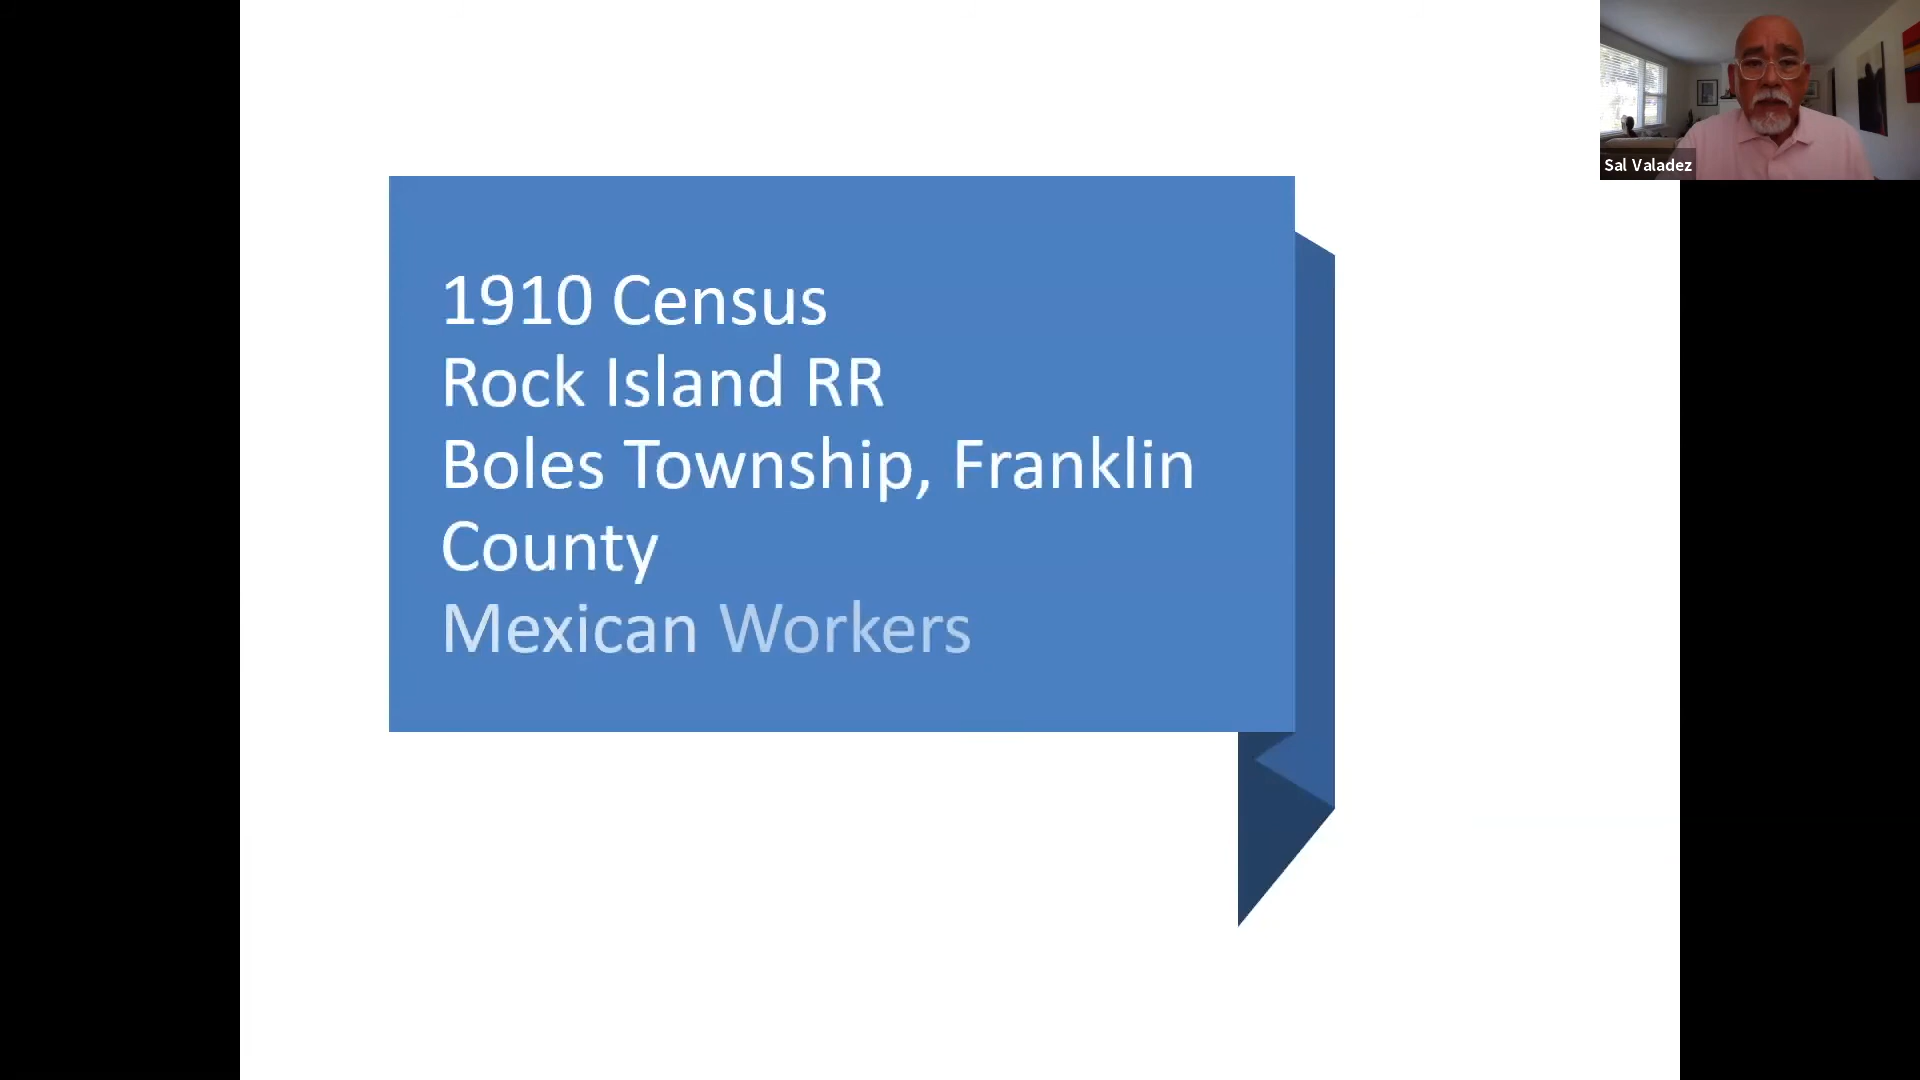 1910 Census
Rock Island RR
Boles Township, Franklin
County
Mexican Workers
Sal Valadez